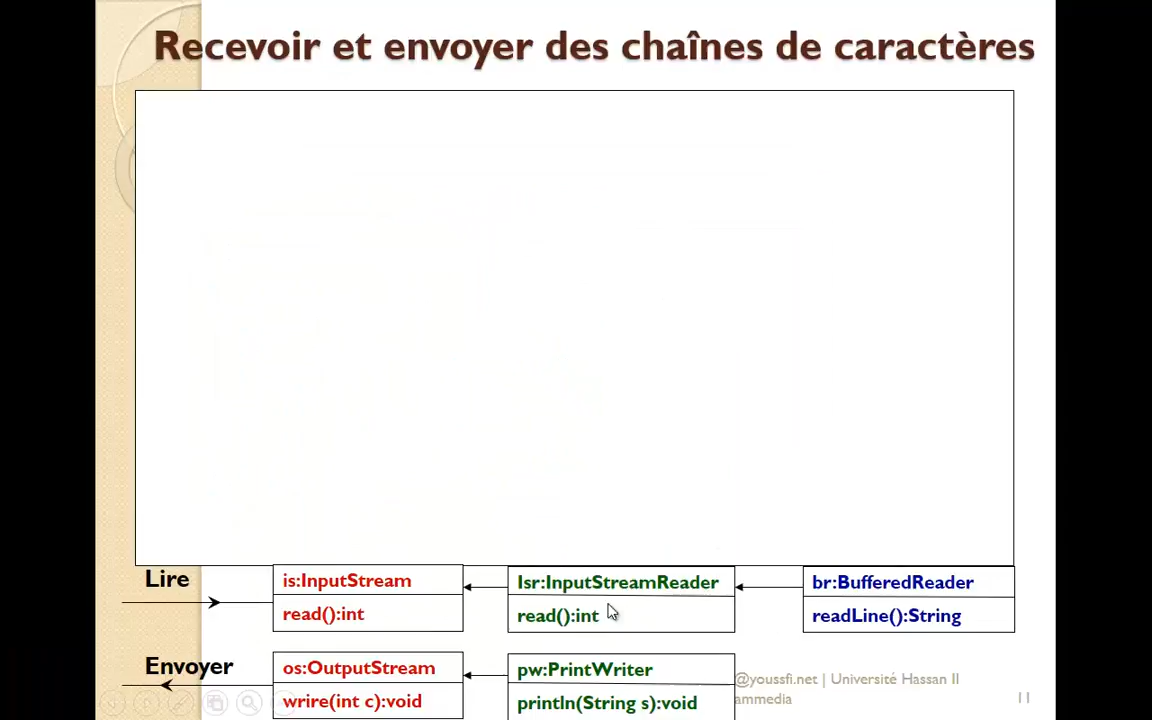 Recevoir et envoyer des chaînes de caractères
Lire
is:InputStream
read():int
Isr:InputStreamReader
read():int
br:BufferedReader
readLine():String
Envoyer
os:OutputStream
wrire(int c):void
pw:PrintWriter
println(String s):void
@youssfi.net | Université Hassan II
ammedia
11